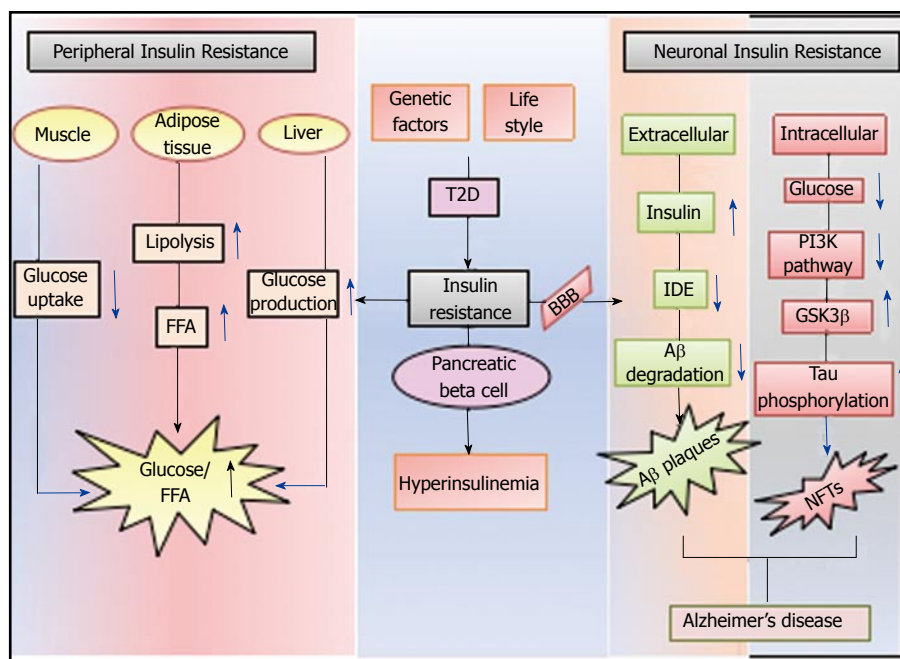 Peripheral Insulin Resistance
Neuronal Insulin Resistance
Muscle
Adipose
tissue
Liver
Lipolysis
Glucose
uptake
Glucose
production
FFA
Glucose/
FFA
Genetic
factors
Life
style
T2D
Insulin
resistance
BBB
Pancreatic
beta cell
Hyperinsulinemia
Extracellular
Insulin
IDE
Aβ
degradation
Aβ plaques
Intracellular
Glucose
PI3K
pathway
GSK3β
Tau
phosphorylation
NFTs
Alzheimer's disease